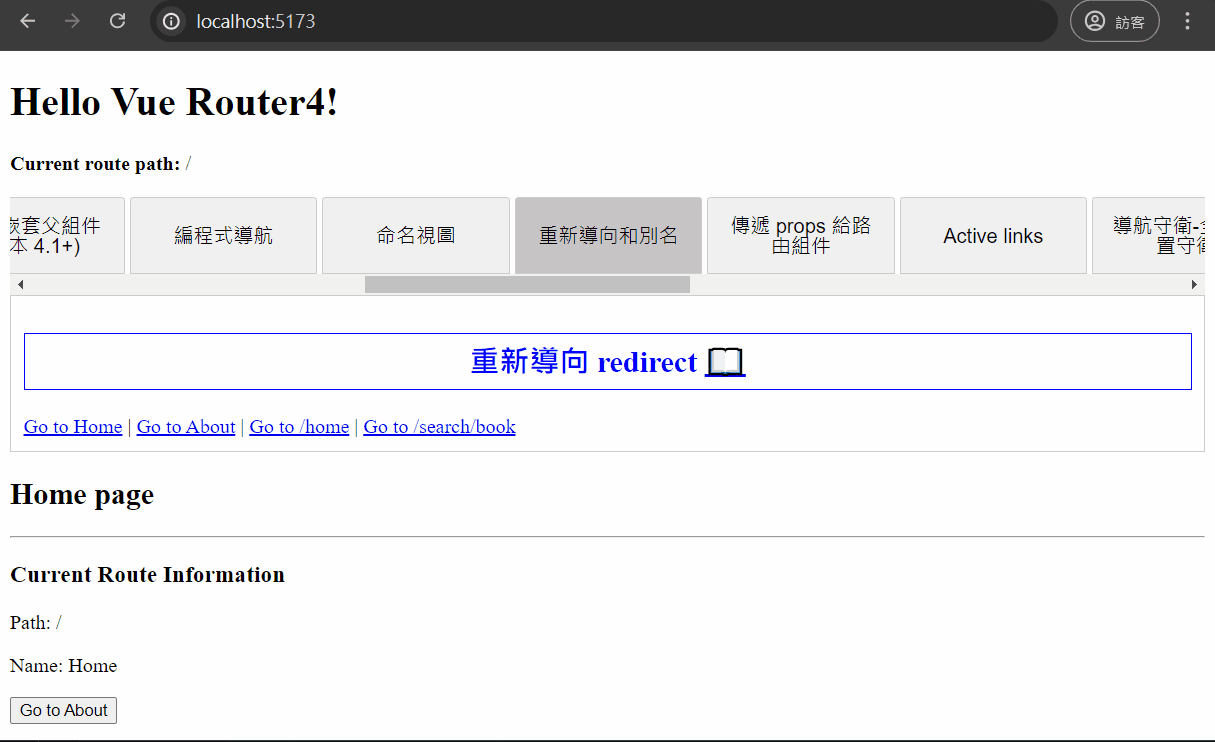 localhost:5173
訪客
Hello Vue Router4!
Current route path: /
嵌套父組件
本 4.1+)
編程式導航
命名視圖
重新導向和別名
傳遞 props 給路
由組件
Active links
導航守衛-
置守
重新導向 redirect 📖
Go to Home | Go to About | Go to /home | Go to /search/book
Home page
Current Route Information
Path: /
Name: Home
Go to About